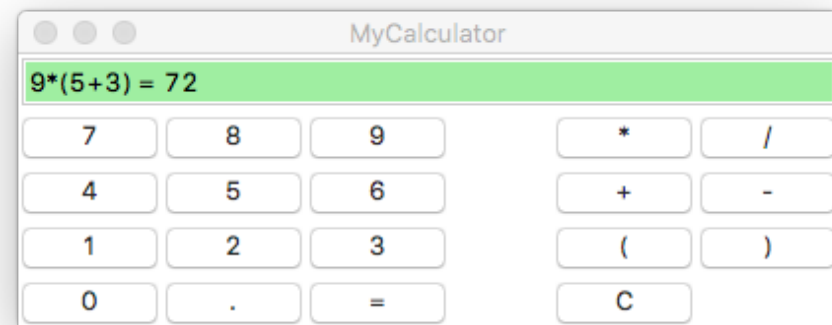 MyCalculator
9*(5+3) = 72
7 8 9 * /
4 5 6 + -
1 2 3 ( )
0 . = C